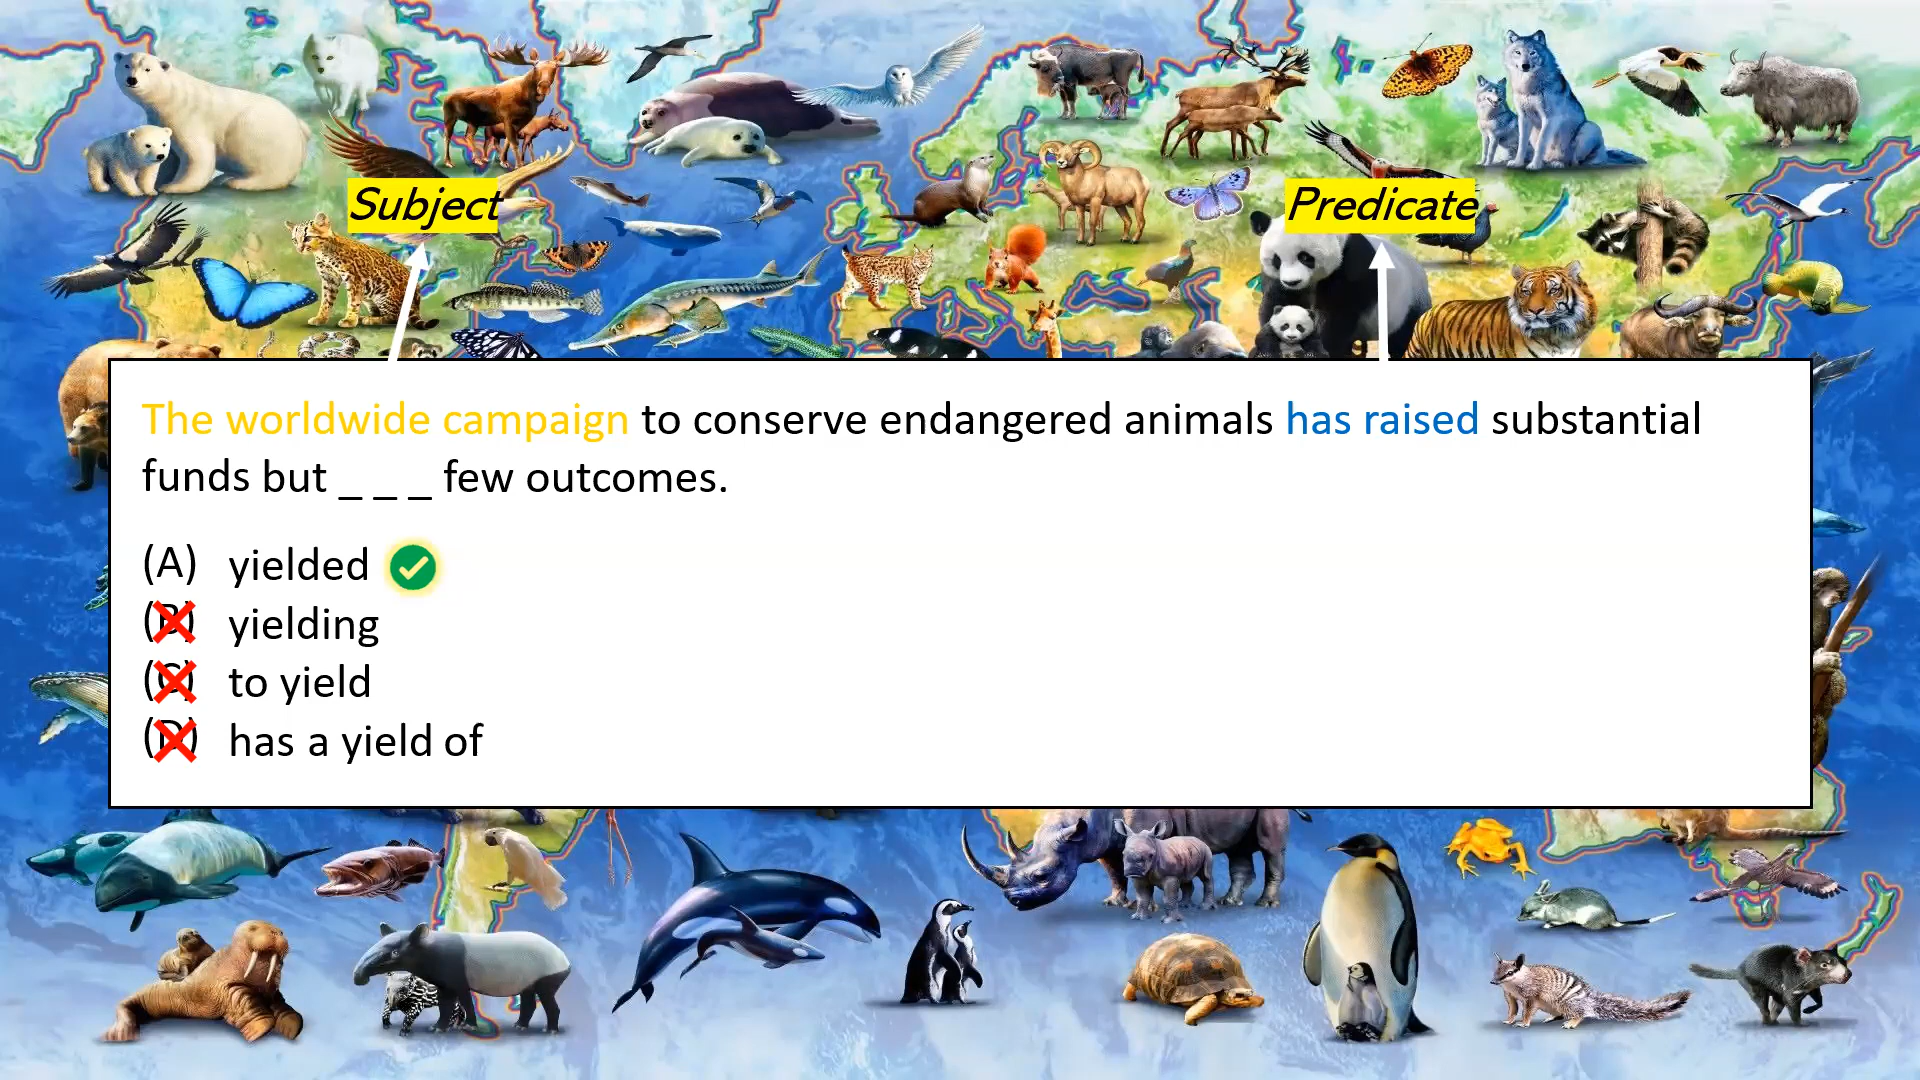 Subject
Predicate
The worldwide campaign to conserve endangered animals has raised substantial
funds but _ _ _ few outcomes.
(A) yielded
(B) yielding
(C) to yield
(D) has a yield of